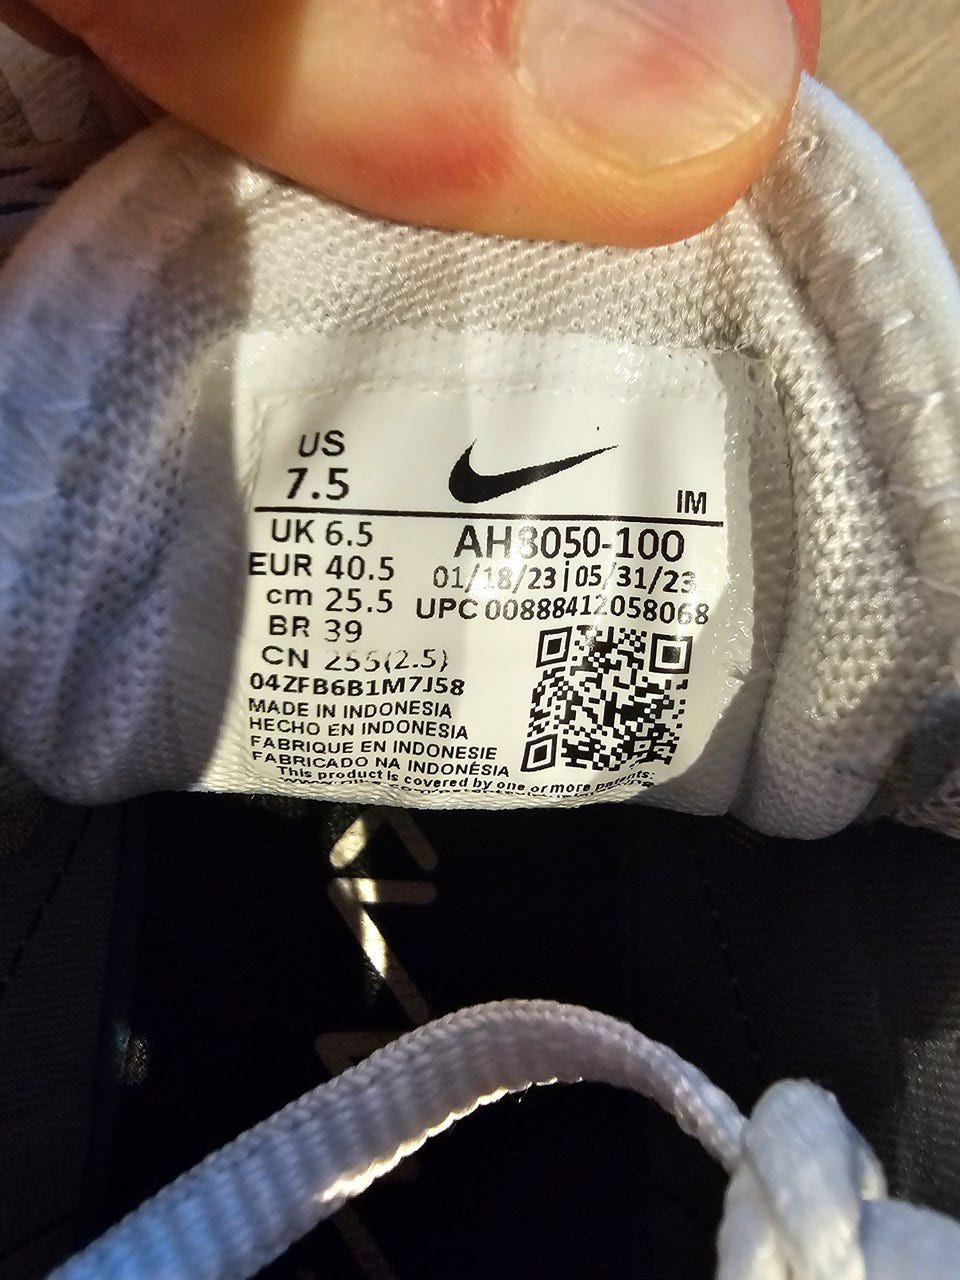 US
7.5
IM
UK 6.5
EUR 40.5
cm 25.5
BR 39
CN 255(2.5)
AH8050-100
01/18/23|05/31/23
UPC 00888412058068
04ZFB6B1M7J58
MADE IN INDONESIA
HECHO EN INDONESIA
FABRIQUE EN INDONESIE
FABRICADO NA INDONÉSIA
This product is covered by one or more patents: